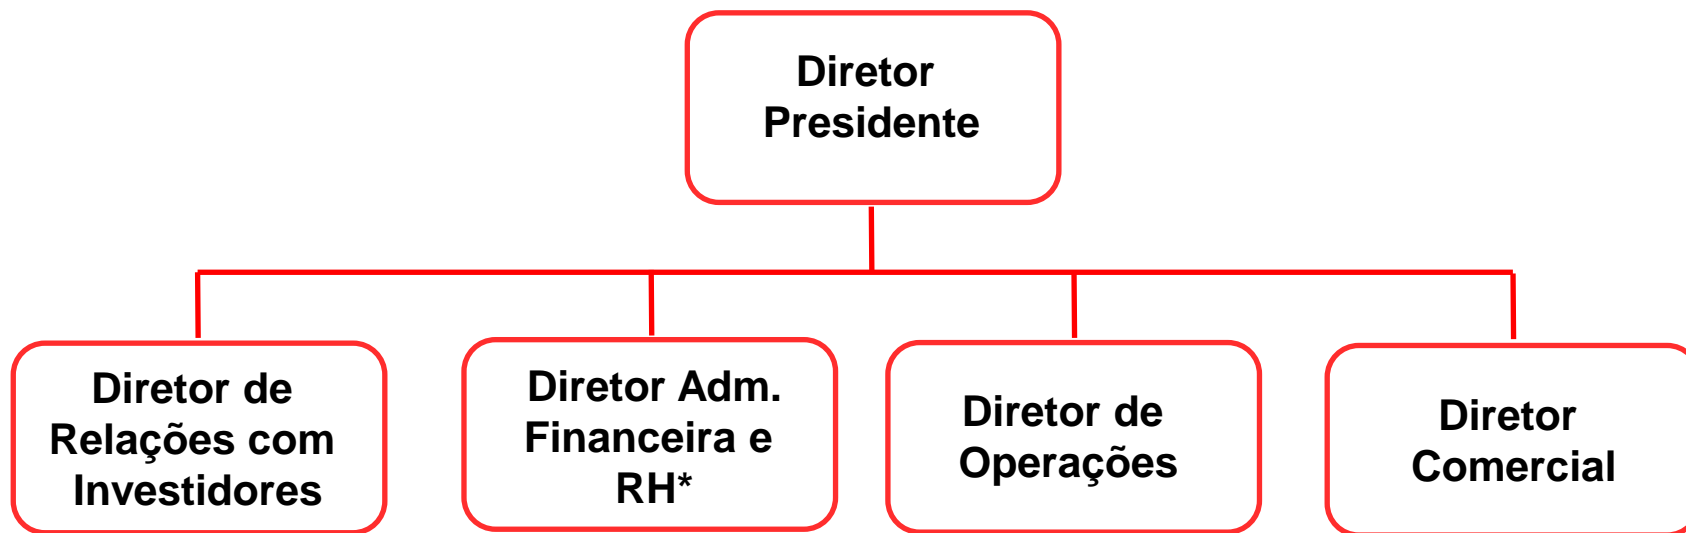 Diretor
Presidente
Diretor de
Relações com
Investidores
Diretor Adm.
Financeira e
RH*
Diretor de
Operações
Diretor
Comercial